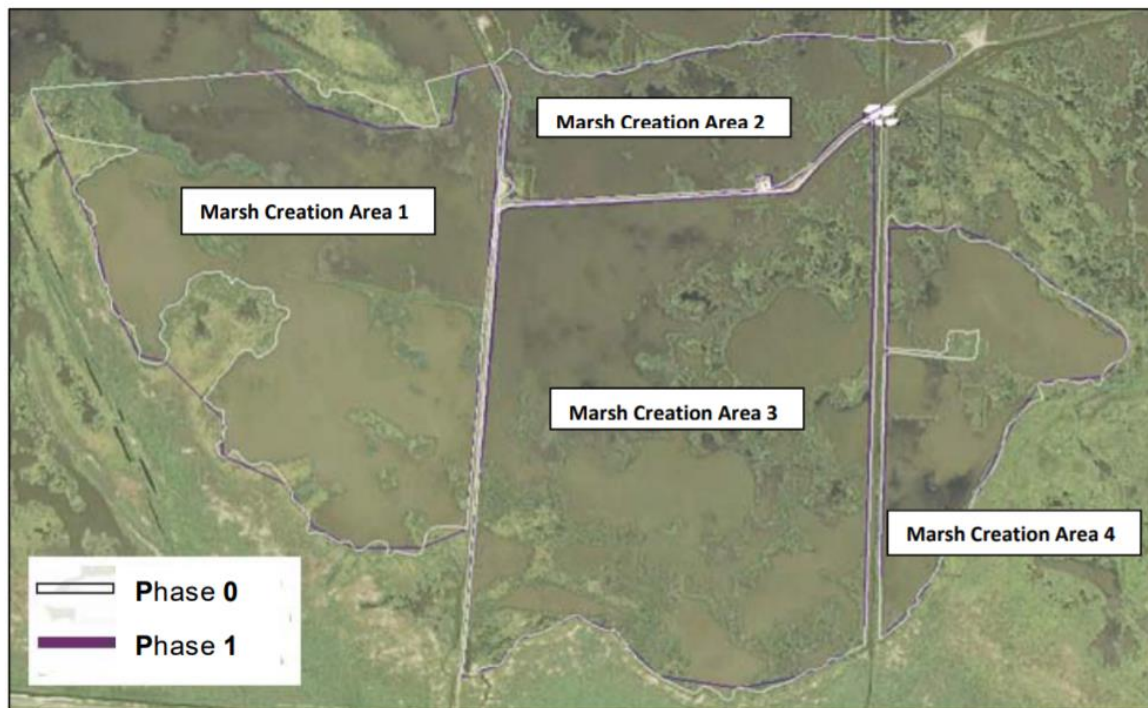 Marsh Creation Area 2
Marsh Creation Area 1
Marsh Creation Area 3
Marsh Creation Area 4
Phase 0
Phase 1